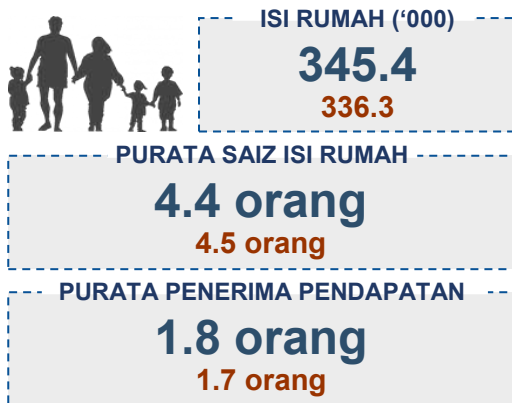 ISI RUMAH (‘000)
345.4
336.3
PURATA SAIZ ISI RUMAH
4.4 orang
4.5 orang
PURATA PENERIMA PENDAPATAN
1.8 orang
1.7 orang